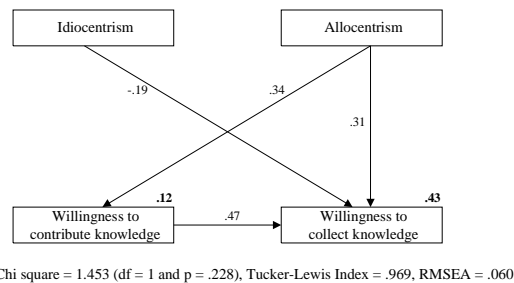 Idiocentrism
Allocentrism
-.19
.34
.31
.12
.43
Willingness to
contribute knowledge
.47
Willingness to
collect knowledge
Chi square = 1.453 (df = 1 and p = .228), Tucker-Lewis Index = .969, RMSEA = .060